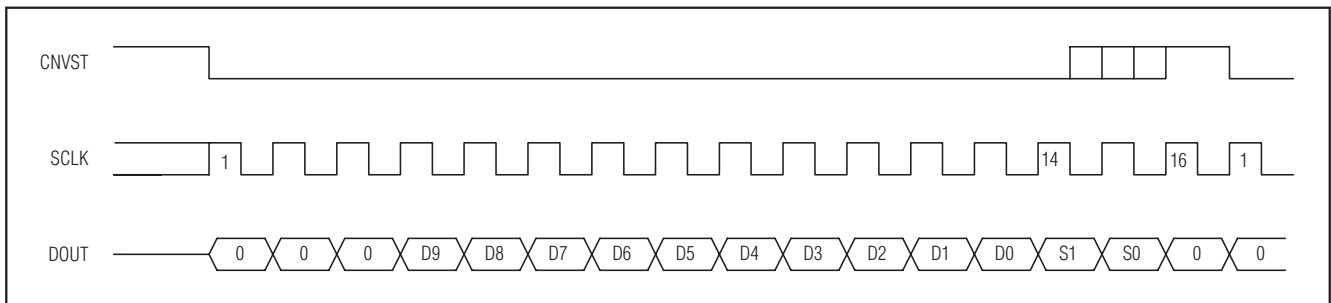 CNVST
SCLK 1 14 16 1
DOUT 0 0 0 D9 D8 D7 D6 D5 D4 D3 D2 D1 D0 S1 S0 0 0